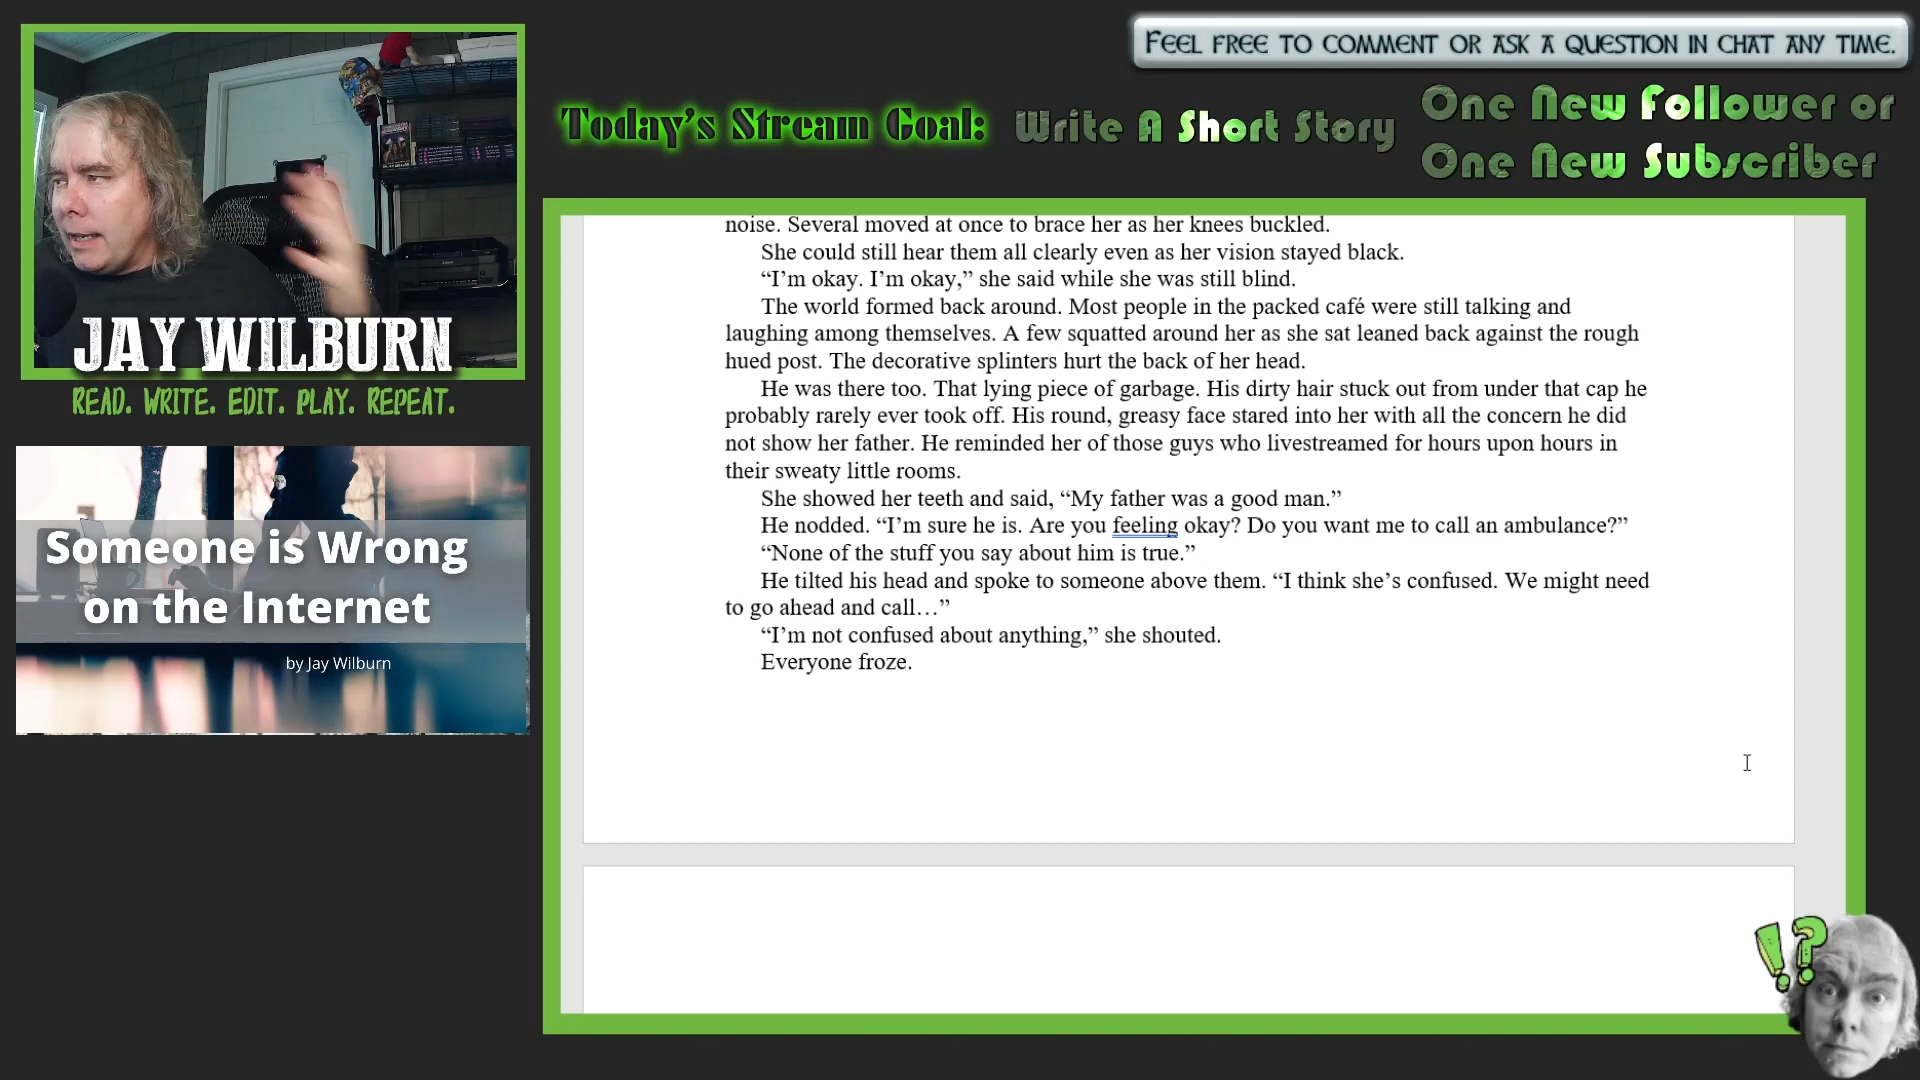 FEEL FREE TO COMMENT OR ASK A QUESTION IN CHAT ANY TIME.
Today's Stream Goal:
Write A Short Story
One New Follower or
One New Subscriber
JAY WILBURN
READ. WRITE. EDIT. PLAY. REPEAT.
Someone is Wrong
on the Internet
by Jay Wilburn
noise. Several moved at once to brace her as her knees buckled.
She could still hear them all clearly even as her vision stayed black.
“I’m okay. I’m okay,” she said while she was still blind.
The world formed back around. Most people in the packed café were still talking and
laughing among themselves. A few squatted around her as she sat leaned back against the rough
hued post. The decorative splinters hurt the back of her head.
He was there too. That lying piece of garbage. His dirty hair stuck out from under that cap he
probably rarely ever took off. His round, greasy face stared into her with all the concern he did
not show her father. He reminded her of those guys who livestreamed for hours upon hours in
their sweaty little rooms.
She showed her teeth and said, “My father was a good man.”
He nodded. “I’m sure he is. Are you feeling okay? Do you want me to call an ambulance?”
“None of the stuff you say about him is true.”
He tilted his head and spoke to someone above them. “I think she’s confused. We might need
to go ahead and call…”
“I’m not confused about anything,” she shouted.
Everyone froze.
!?